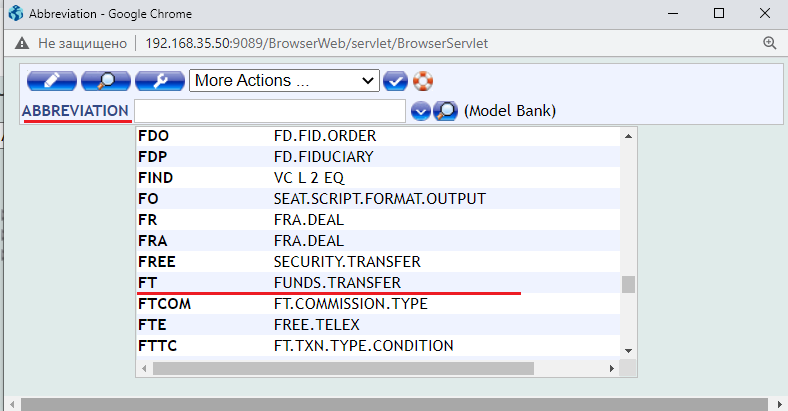 Abbreviation - Google Chrome
Не защищено 192.168.35.50:9089/BrowserWeb/servlet/BrowserServlet
More Actions ...
ABBREVIATION (Model Bank)
FDO FD.FID.ORDER
FDP FD.FIDUCIARY
FIND VC L 2 EQ
FO SEAT.SCRIPT.FORMAT.OUTPUT
FR FRA.DEAL
FRA FRA.DEAL
FREE SECURITY.TRANSFER
FT FUNDS.TRANSFER
FTCOM FT.COMMISSION.TYPE
FTE FREE.TELEX
FTTC FT.TXN.TYPE.CONDITION